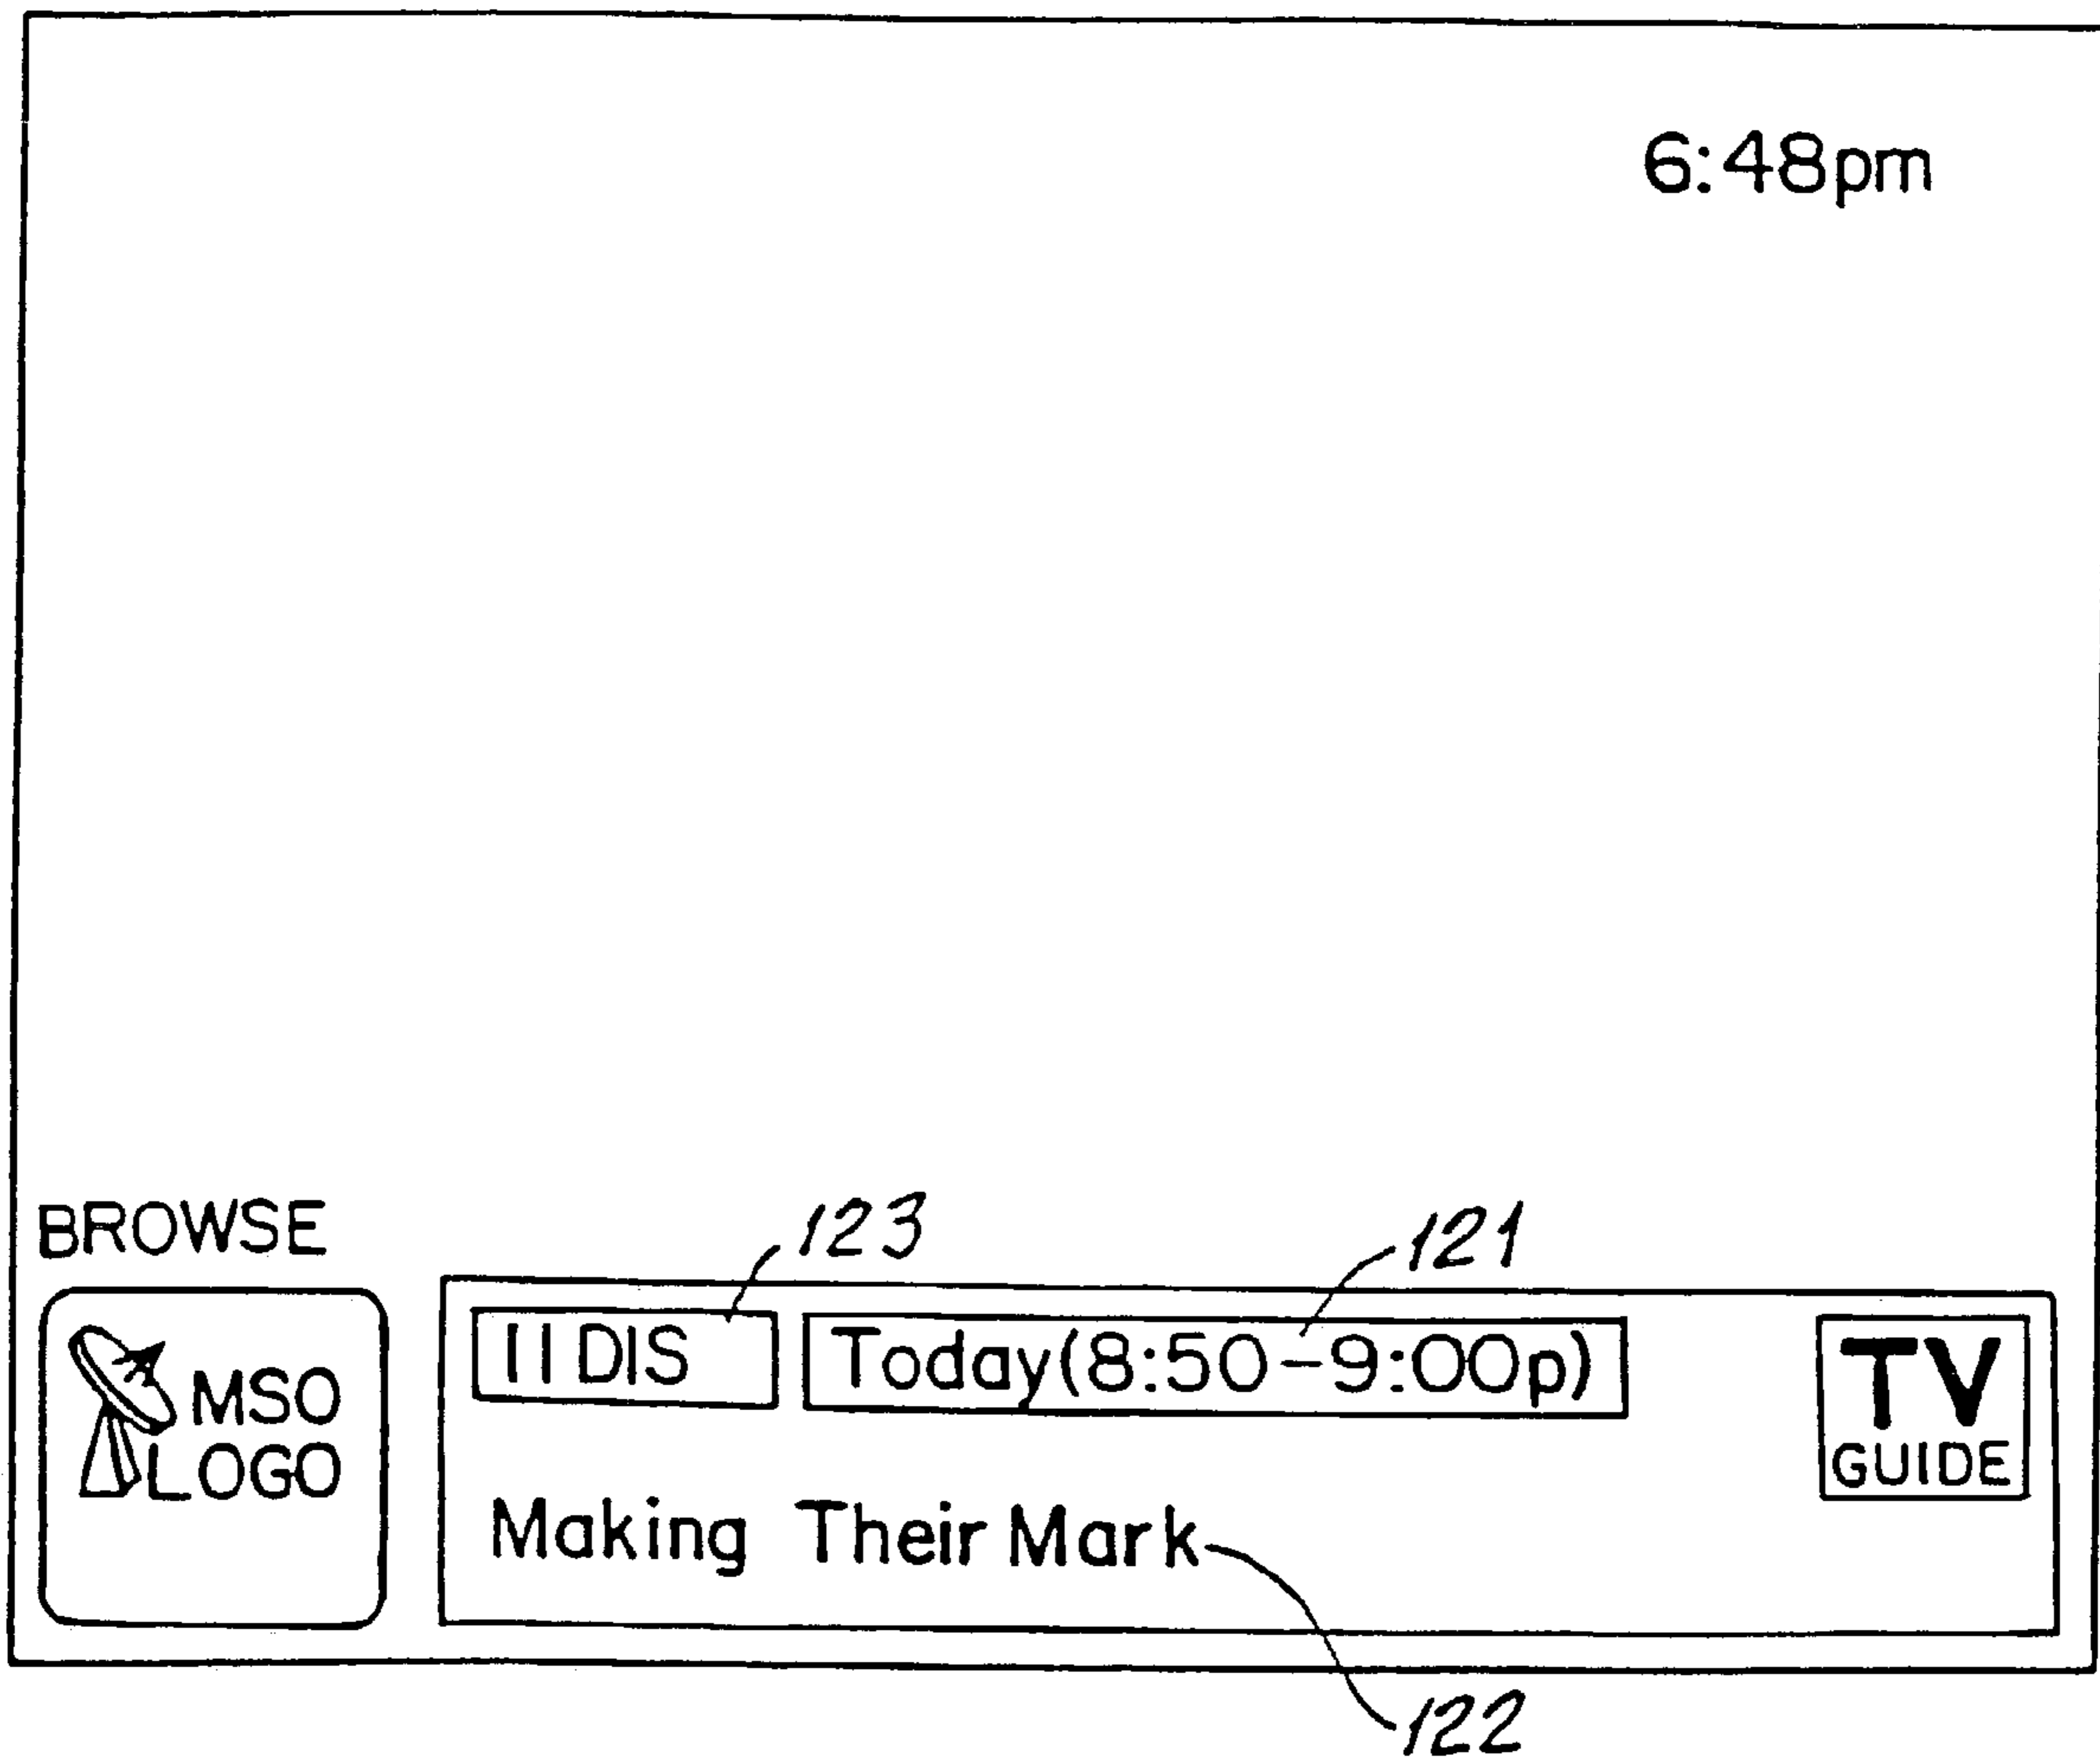 6:48pm
BROWSE
123
121
11 DIS
Today(8:50-9:00p)
TV
GUIDE
MSO
LOGO
Making Their Mark
122